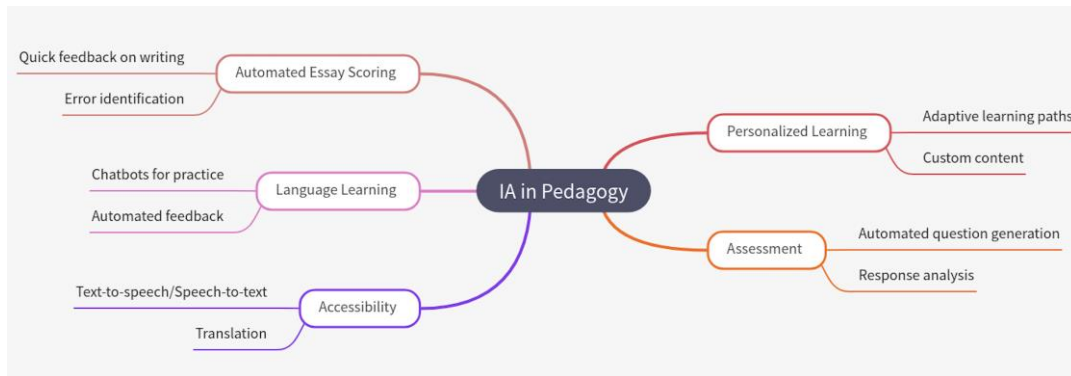 Quick feedback on writing
Automated Essay Scoring
Error identification
Chatbots for practice
Language Learning
Automated feedback
Text-to-speech/Speech-to-text
Accessibility
Translation
IA in Pedagogy
Personalized Learning
Adaptive learning paths
Custom content
Assessment
Automated question generation
Response analysis